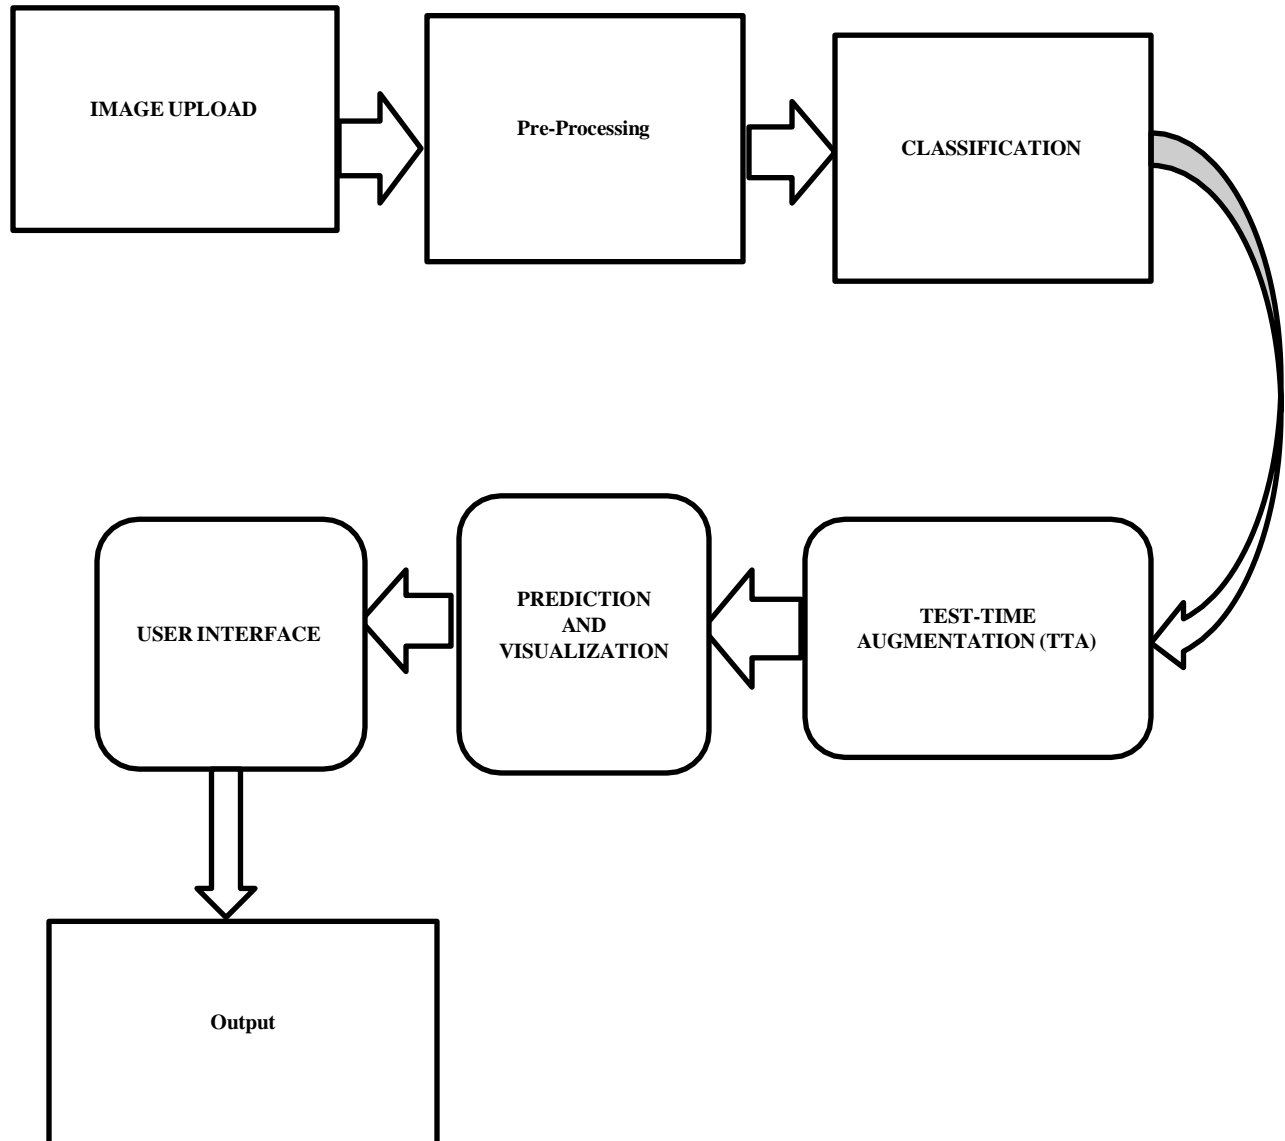 IMAGE UPLOAD
Pre-Processing
CLASSIFICATION
TEST-TIME
AUGMENTATION (TTA)
PREDICTION
AND
VISUALIZATION
USER INTERFACE
Output